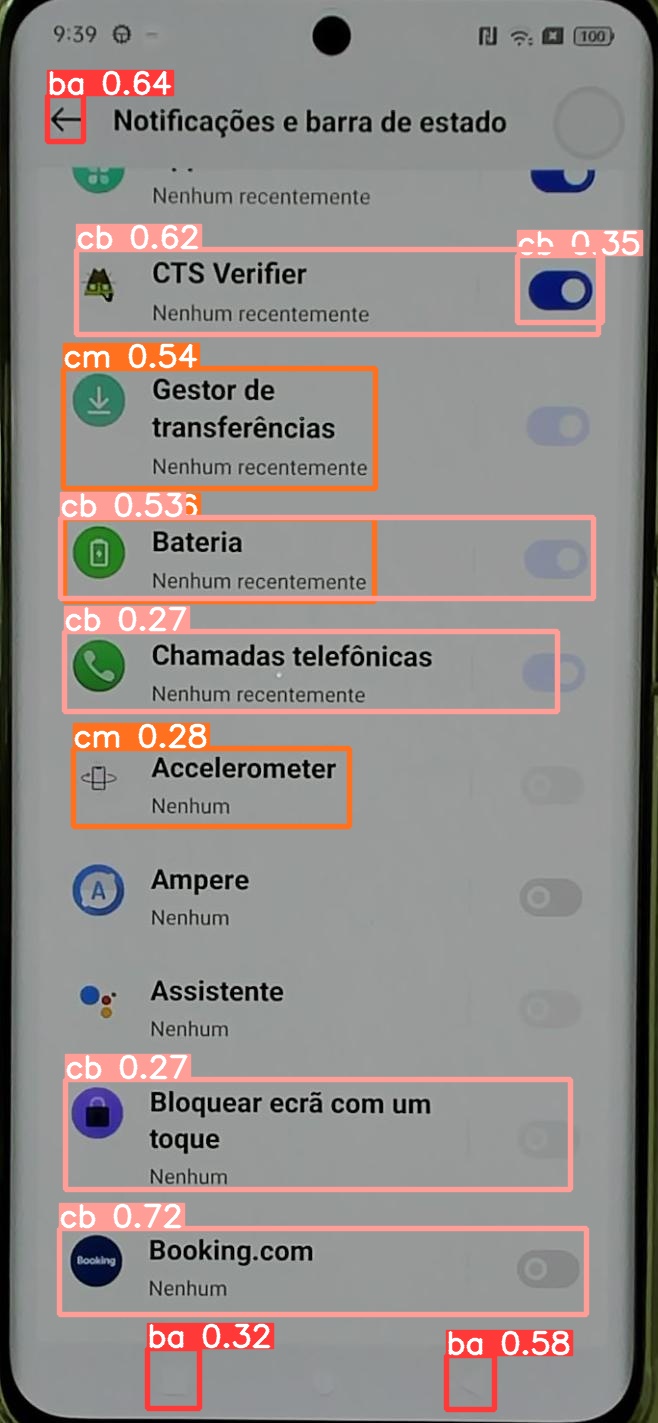 9:39
100
ba 0.64
Notificações e barra de estado
Nenhum recentemente
cb 0.62
cb 0.35
CTS Verifier
Nenhum recentemente
cm 0.54
Gestor de
transferências
Nenhum recentemente
cb 0.53
Bateria
Nenhum recentemente
cb 0.27
Chamadas telefônicas
Nenhum recentemente
cm 0.28
Accelerometer
Nenhum
A
Ampere
Nenhum
Assistente
Nenhum
cb 0.27
Bloquear ecrã com um
toque
Nenhum
cb 0.72
Booking
Booking.com
Nenhum
ba 0.32
ba 0.58